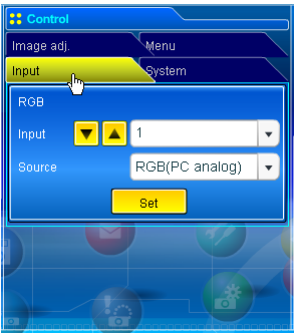 Control
Image adj. Menu
Input System
RGB
Input 1
Source RGB(PC analog)
Set